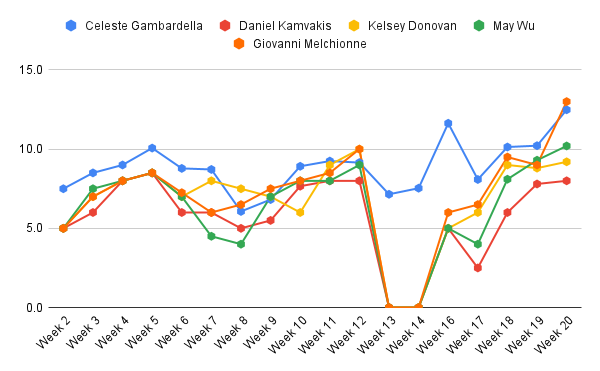 Celeste Gambardella Daniel Kamvakis Kelsey Donovan May Wu
Giovanni Melchionne
15.0
10.0
5.0
0.0
Week 2 Week 3 Week 4 Week 5 Week 6 Week 7 Week 8 Week 9 Week 10 Week 11 Week 12 Week 13 Week 14 Week 16 Week 17 Week 18 Week 19 Week 20